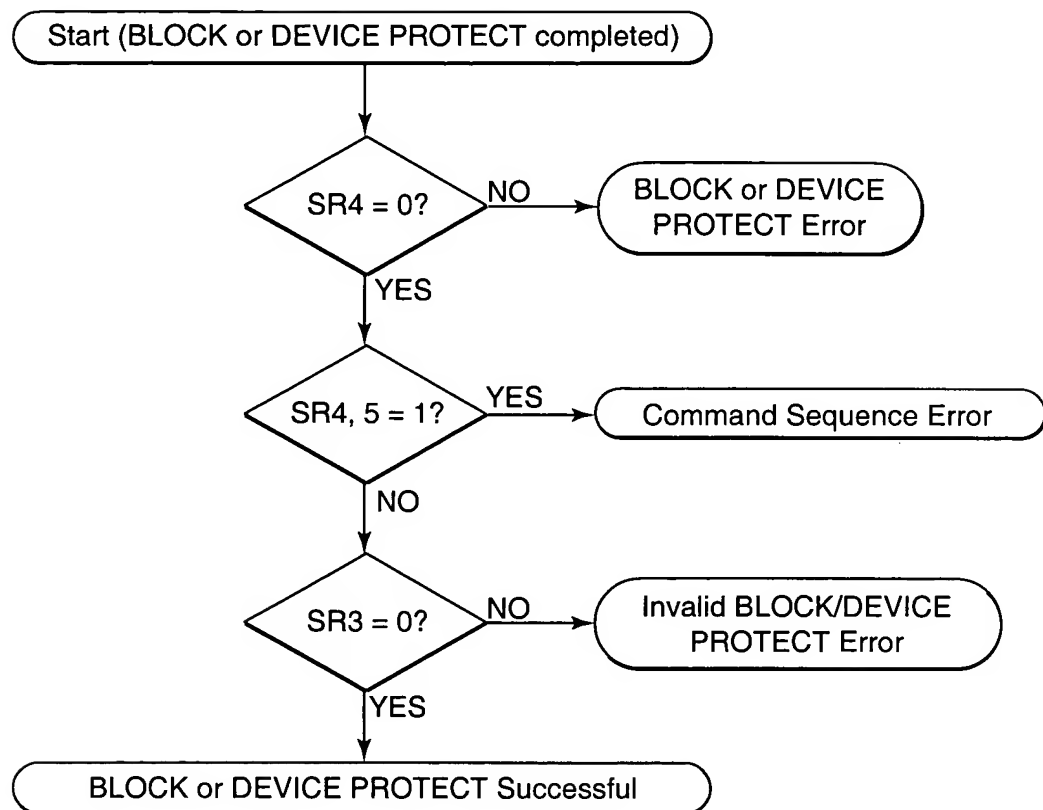 Start (BLOCK or DEVICE PROTECT completed)
SR4 = 0?
NO
BLOCK or DEVICE
PROTECT Error
YES
SR4, 5 = 1?
YES
Command Sequence Error
NO
SR3 = 0?
NO
Invalid BLOCK/DEVICE
PROTECT Error
YES
BLOCK or DEVICE PROTECT Successful